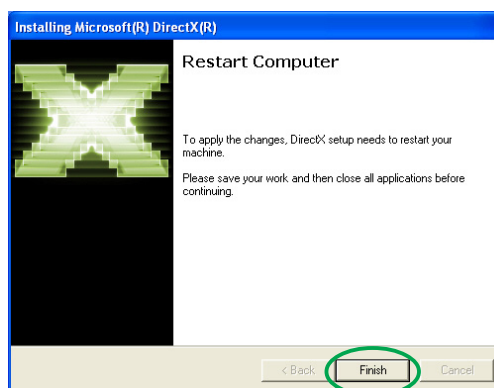 Installing Microsoft(R) DirectX(R)
Restart Computer
To apply the changes, DirectX setup needs to restart your
machine.
Please save your work and then close all applications before
continuing.
< Back
Finish
Cancel